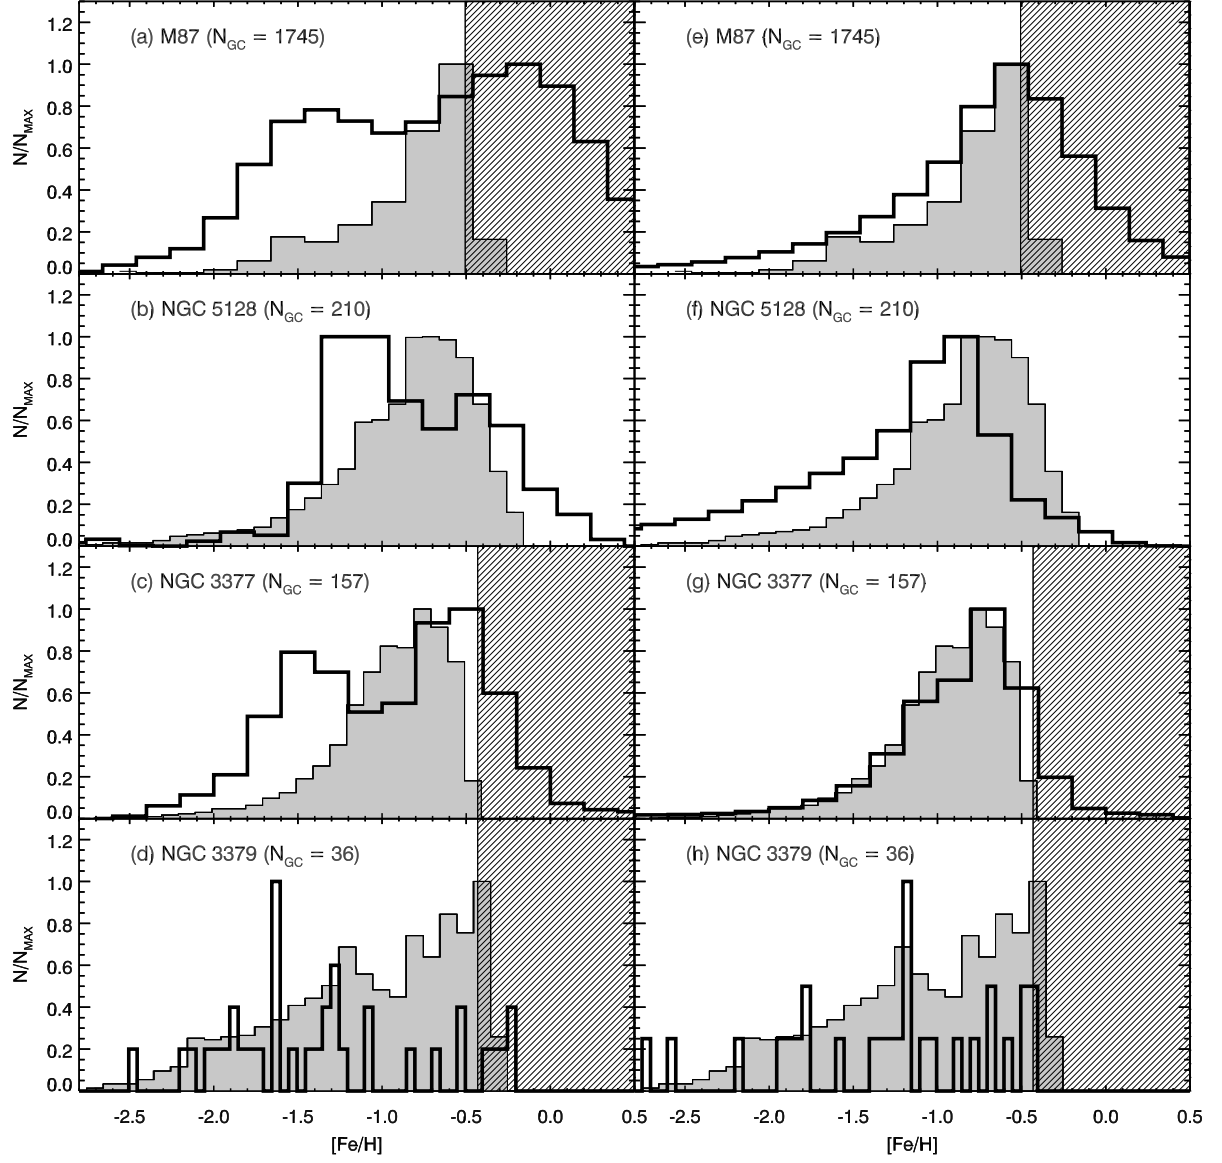 (a) M87 (N_GC = 1745)
(e) M87 (N_GC = 1745)
1.2
1.0
0.8
0.6
0.4
0.2
0.0
N/N_MAX
(b) NGC 5128 (N_GC = 210)
(f) NGC 5128 (N_GC = 210)
1.2
1.0
0.8
0.6
0.4
0.2
0.0
N/N_MAX
(c) NGC 3377 (N_GC = 157)
(g) NGC 3377 (N_GC = 157)
1.2
1.0
0.8
0.6
0.4
0.2
0.0
N/N_MAX
(d) NGC 3379 (N_GC = 36)
(h) NGC 3379 (N_GC = 36)
1.2
1.0
0.8
0.6
0.4
0.2
0.0
N/N_MAX
-2.5 -2.0 -1.5 -1.0 -0.5 0.0 0.5
-2.5 -2.0 -1.5 -1.0 -0.5 0.0 0.5
[Fe/H]
[Fe/H]